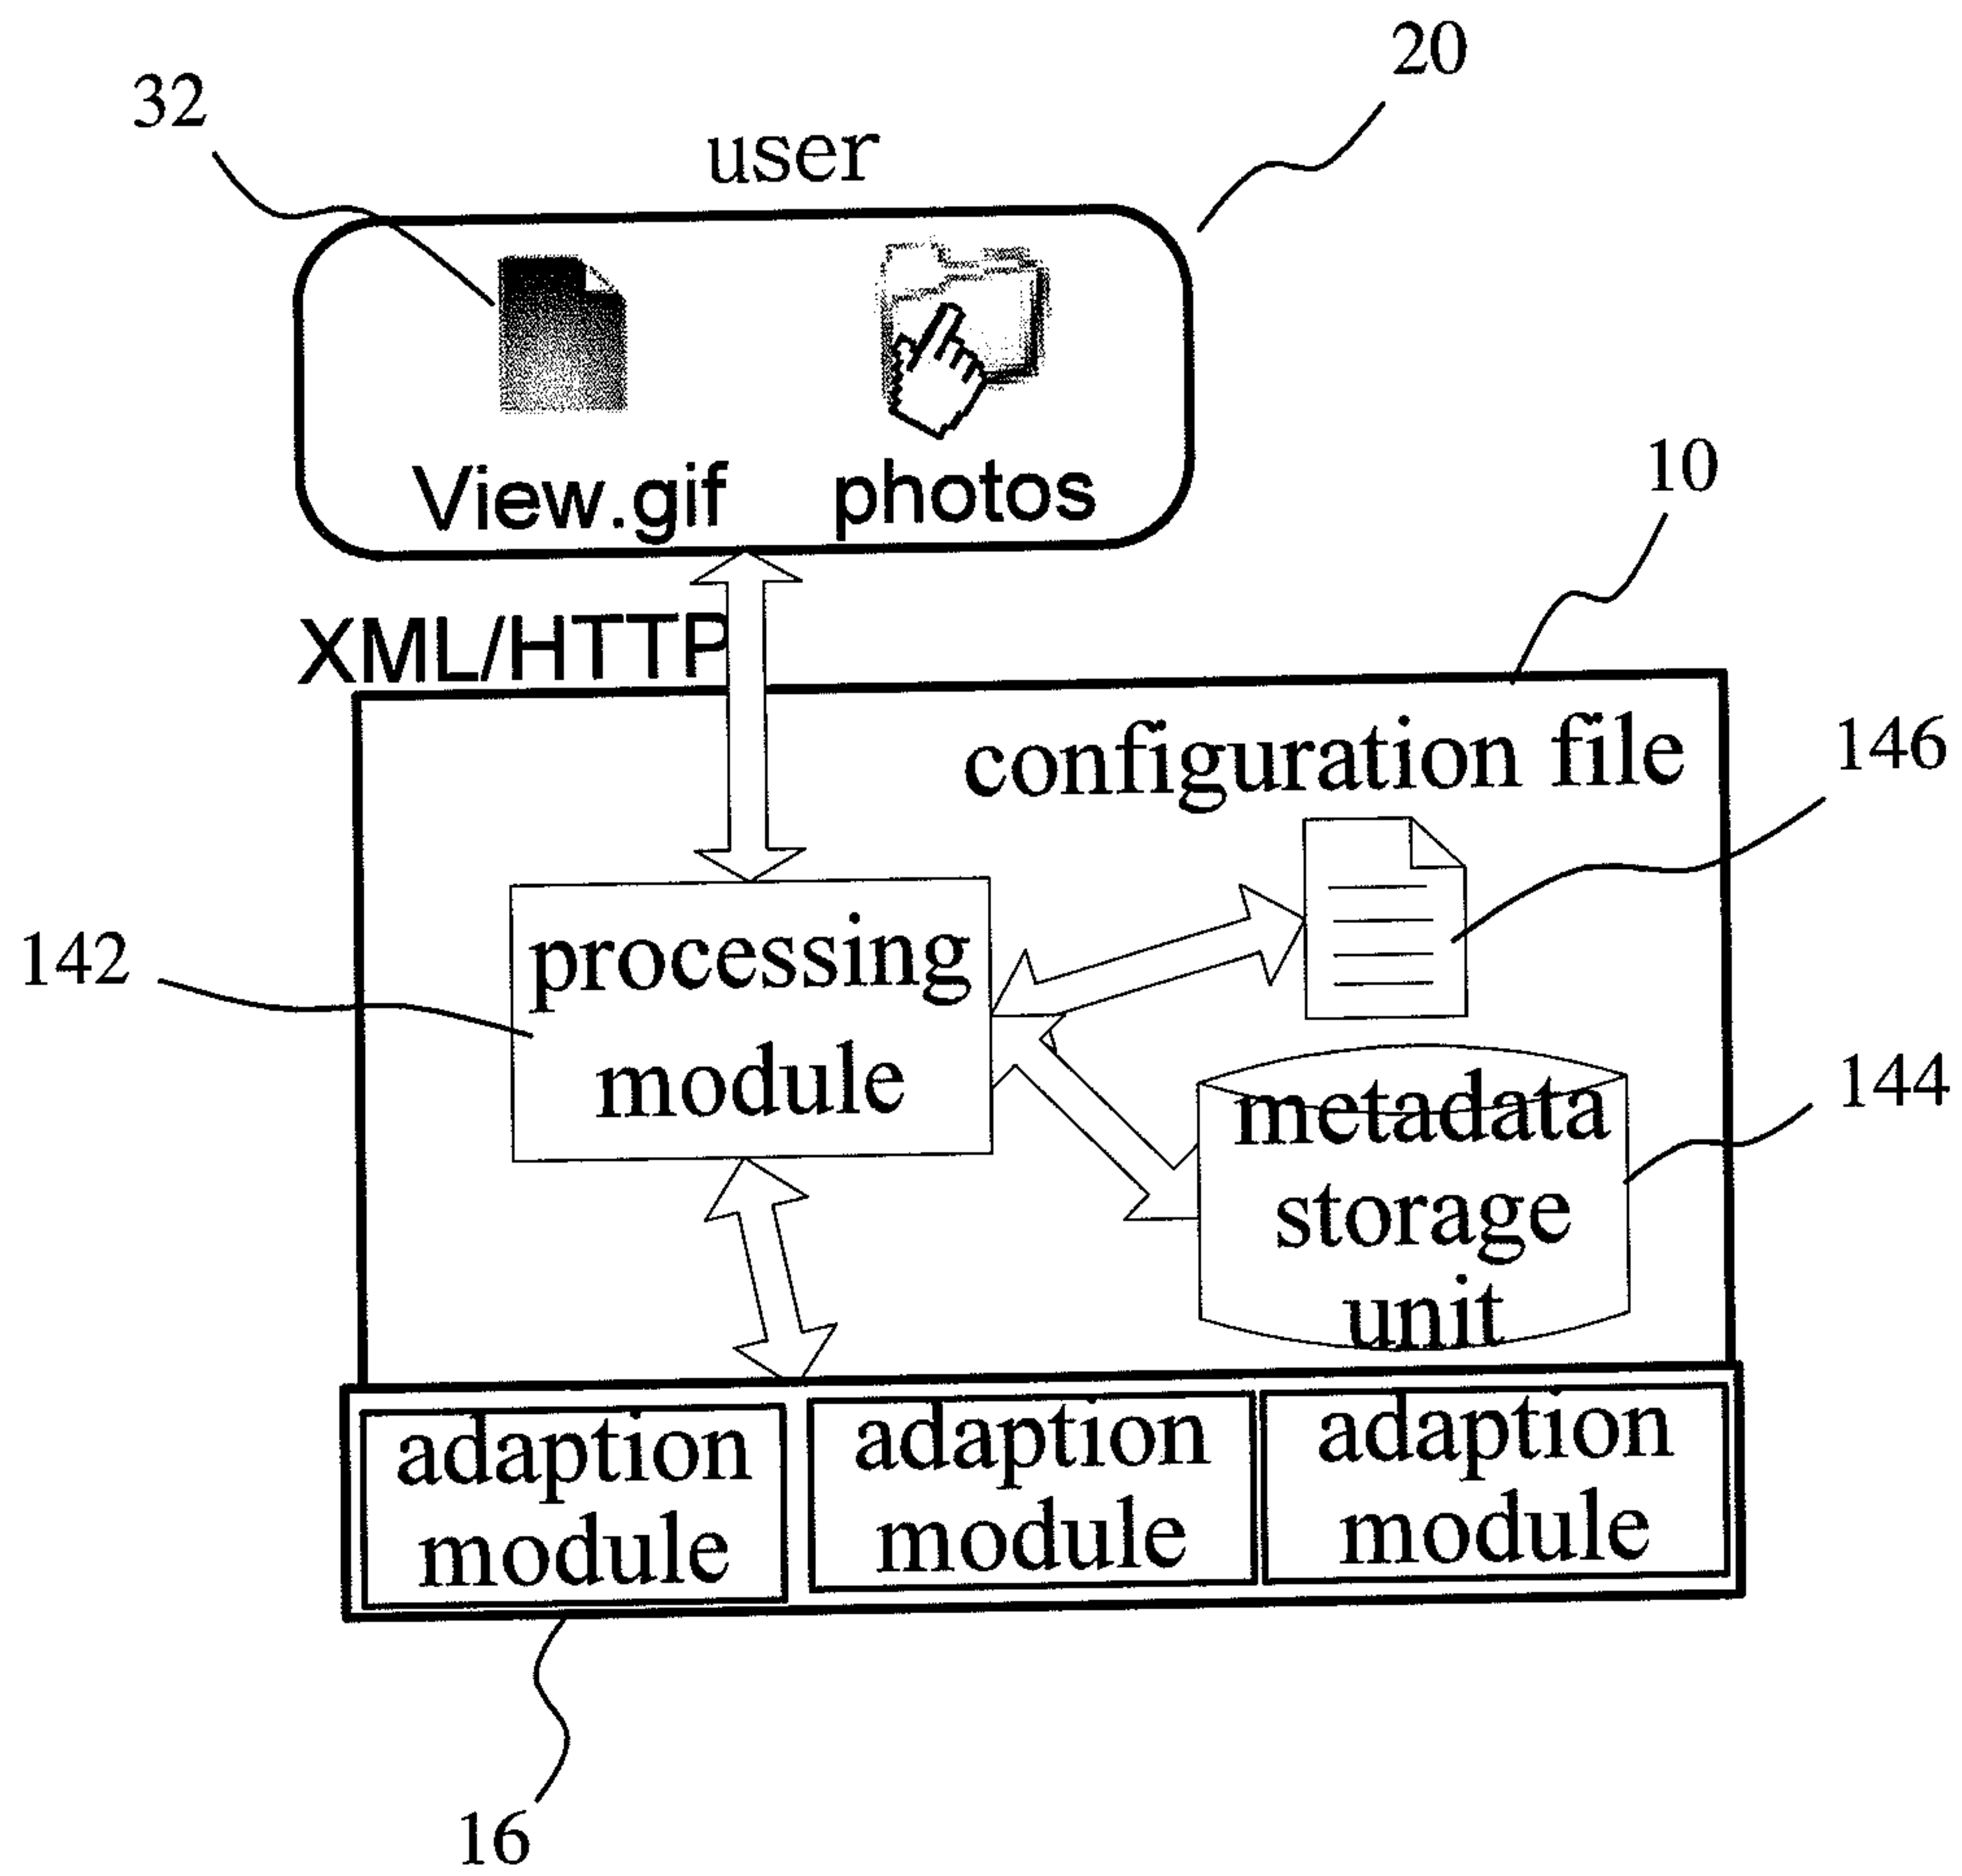 20
32
user
View.gif photos
10
XML/HTTP
configuration file
146
processing
module
142
metadata
storage
unit
144
adaption
module
adaption
module
adaption
module
16